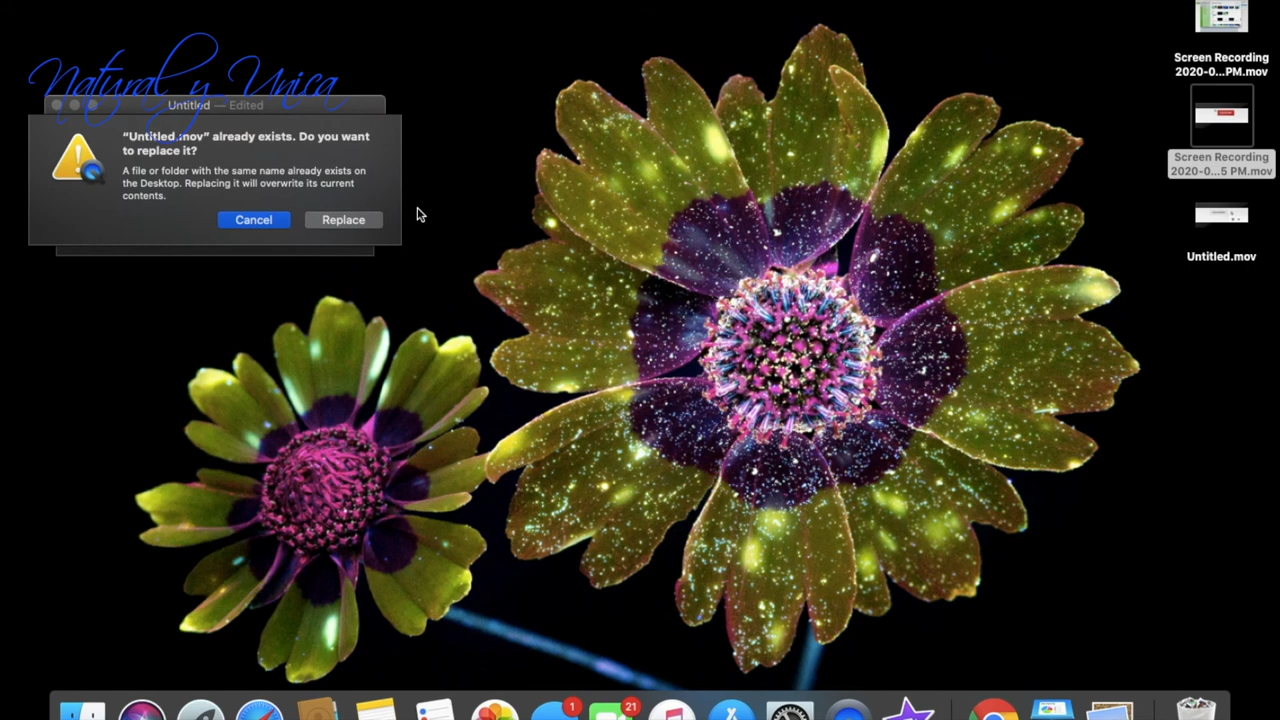 Natural y Unica
Untitled — Edited
“Untitled.mov” already exists. Do you want
to replace it?
A file or folder with the same name already exists on
the Desktop. Replacing it will overwrite its current
contents.
Cancel
Replace
Screen Recording
2020-0...PM.mov
Screen Recording
2020-0...5 PM.mov
Untitled.mov
1
21